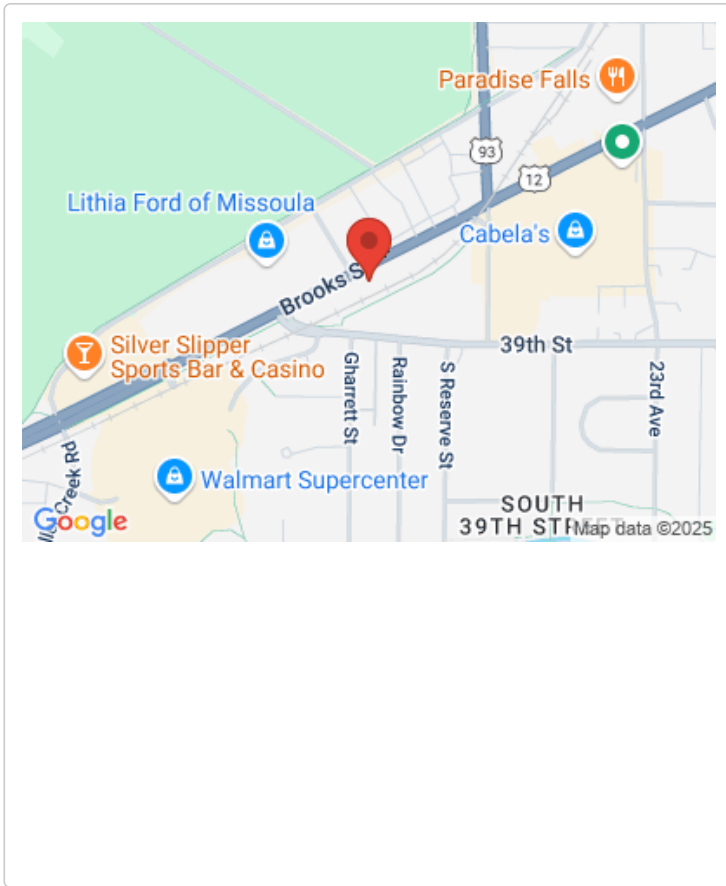 Paradise Falls
93
12
Lithia Ford of Missoula
Cabela's
Brooks S
Silver Slipper
Sports Bar & Casino
39th St
Gharrett St
Rainbow Dr
S Reserve St
23rd Ave
Walmart Supercenter
Creek Rd
SOUTH
39TH STREET
Google
Map data ©2025